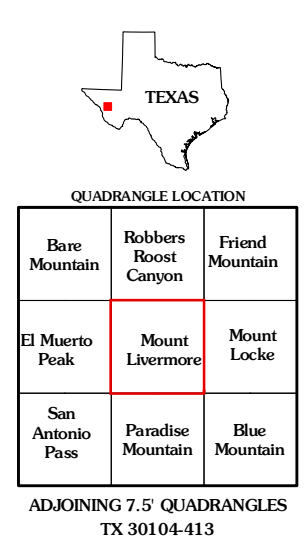 TEXAS
QUADRANGLE LOCATION
Bare
Mountain
Robbers
Roost
Canyon
Friend
Mountain
El Muerto
Peak
Mount
Livermore
Mount
Locke
San
Antonio
Pass
Paradise
Mountain
Blue
Mountain
ADJOINING 7.5' QUADRANGLES
TX 30104-413